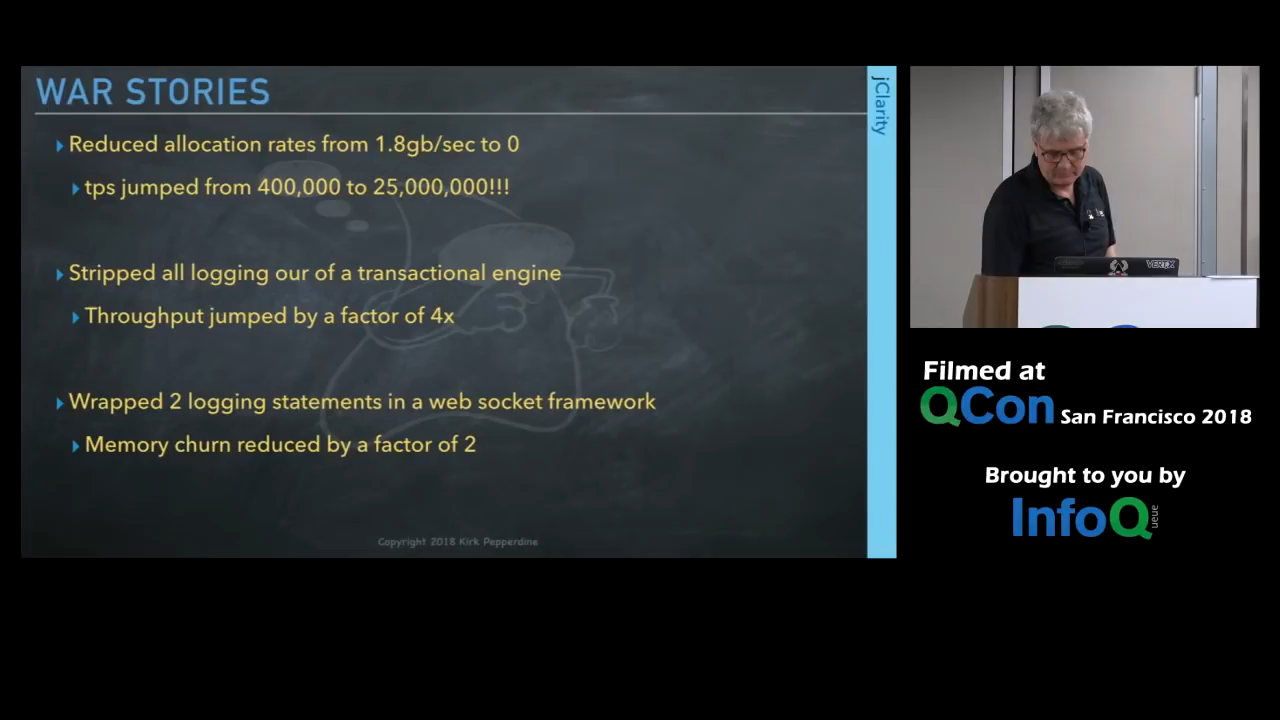 WAR STORIES
Reduced allocation rates from 1.8gb/sec to 0
tps jumped from 400,000 to 25,000,000!!!
Stripped all logging our of a transactional engine
Throughput jumped by a factor of 4x
Wrapped 2 logging statements in a web socket framework
Memory churn reduced by a factor of 2
Copyright 2018 Kirk Pepperdine
jClarity
VERT.X
Filmed at
QCon San Francisco 2018
Brought to you by
InfoQ
ueue